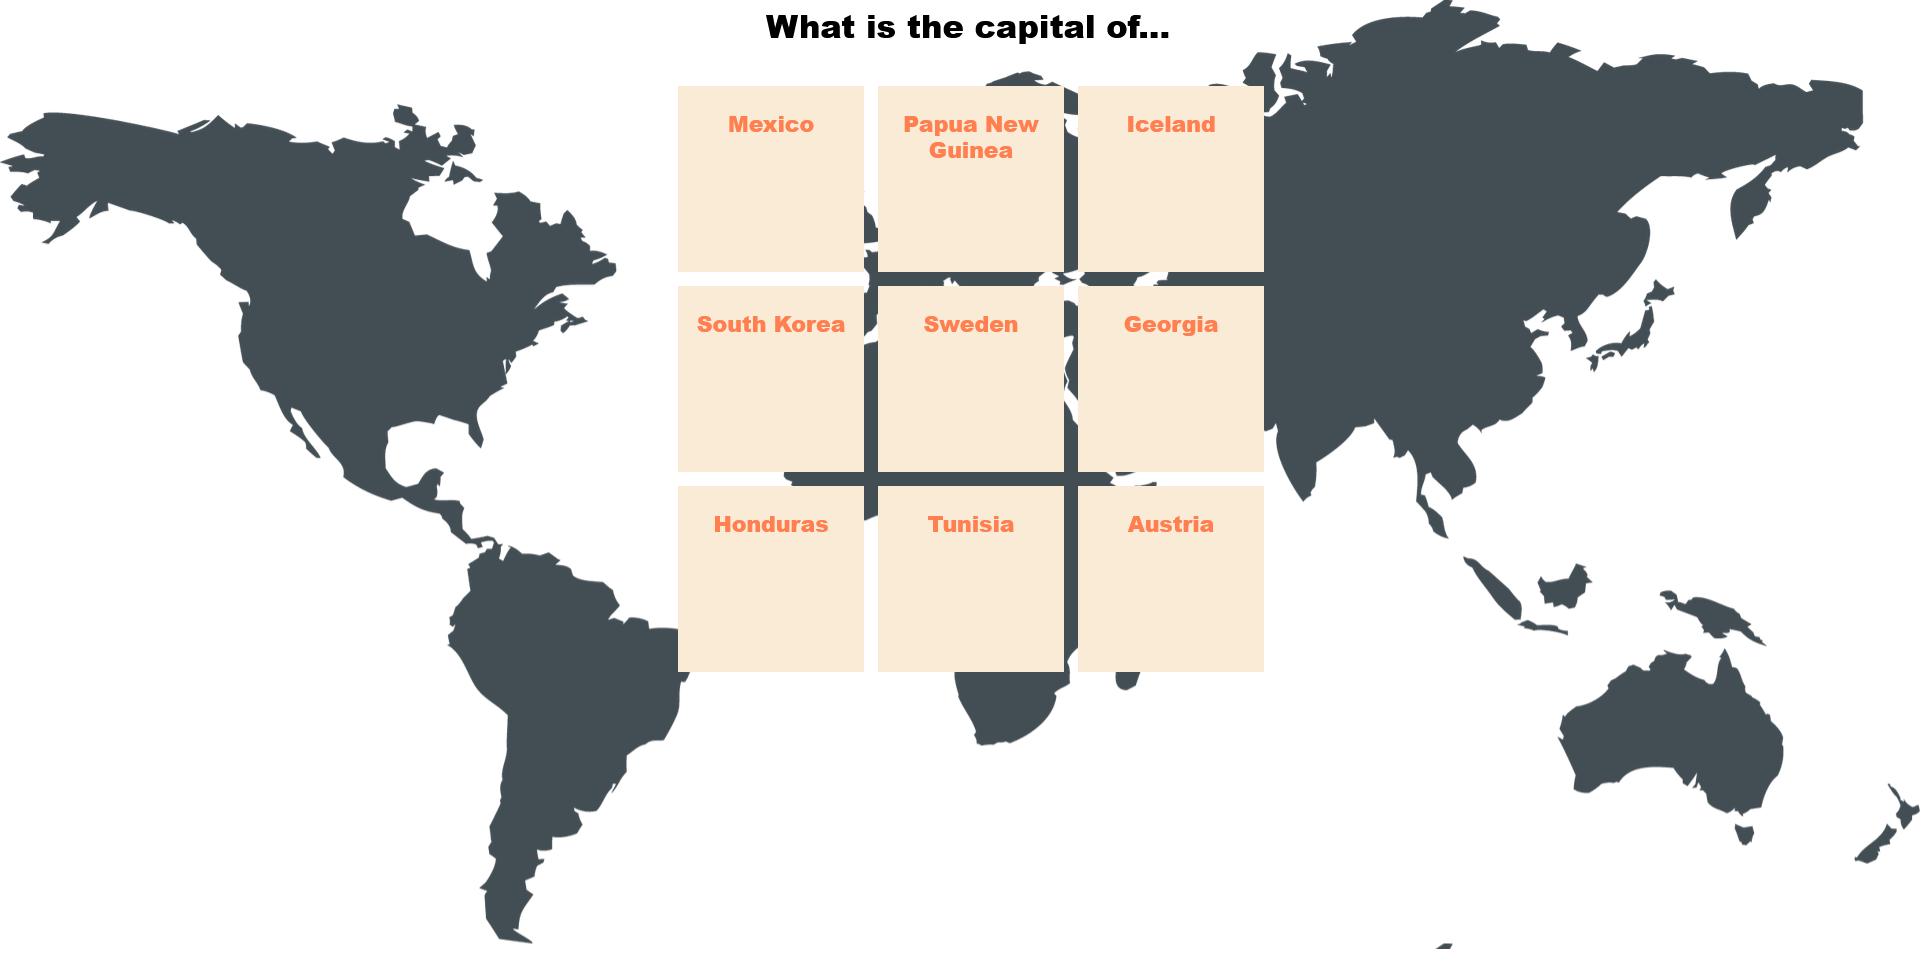 What is the capital of...
Mexico
Papua New
Guinea
Iceland
South Korea
Sweden
Georgia
Honduras
Tunisia
Austria